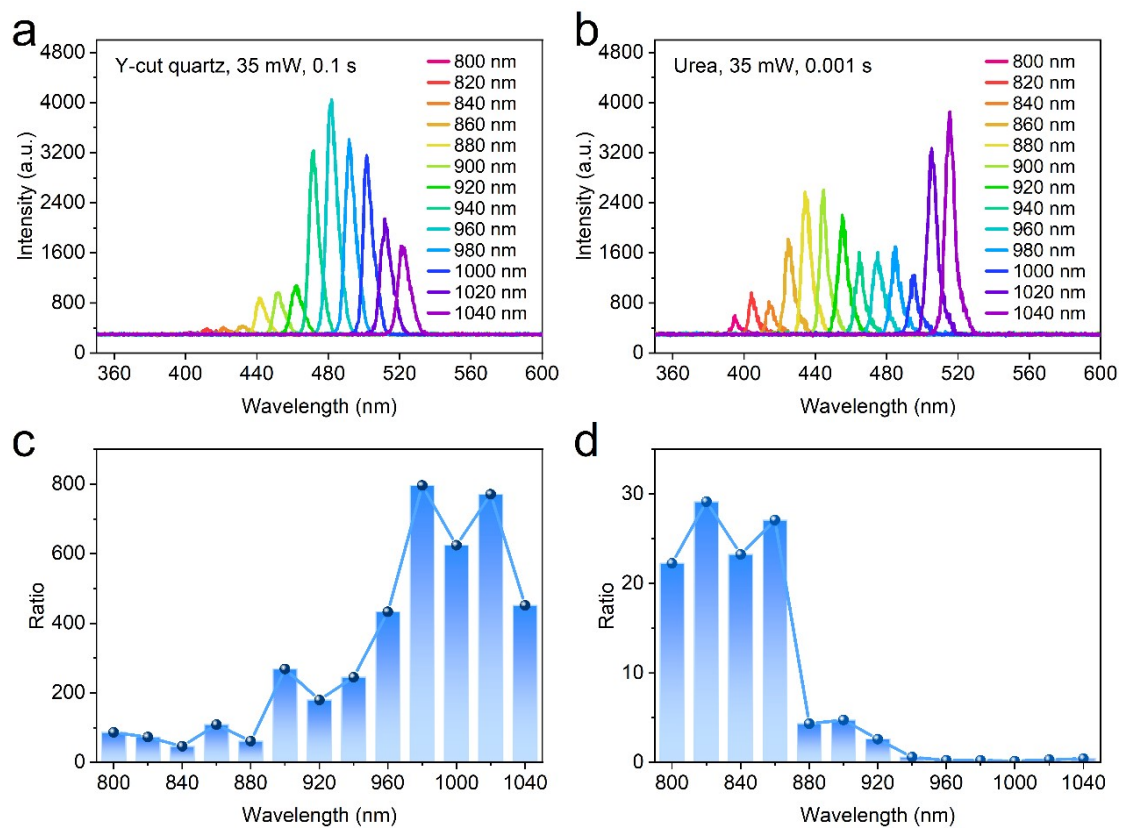 a
4800
4000
3200
2400
1600
800
0
Intensity (a.u.)
Y-cut quartz, 35 mW, 0.1 s
800 nm
820 nm
840 nm
860 nm
880 nm
900 nm
920 nm
940 nm
960 nm
980 nm
1000 nm
1020 nm
1040 nm
360 400 440 480 520 560 600
Wavelength (nm)
b
4800
4000
3200
2400
1600
800
0
Intensity (a.u.)
Urea, 35 mW, 0.001 s
800 nm
820 nm
840 nm
860 nm
880 nm
900 nm
920 nm
940 nm
960 nm
980 nm
1000 nm
1020 nm
1040 nm
360 400 440 480 520 560 600
Wavelength (nm)
c
800
600
400
200
0
Ratio
800 840 880 920 960 1000 1040
Wavelength (nm)
d
30
20
10
0
Ratio
800 840 880 920 960 1000 1040
Wavelength (nm)